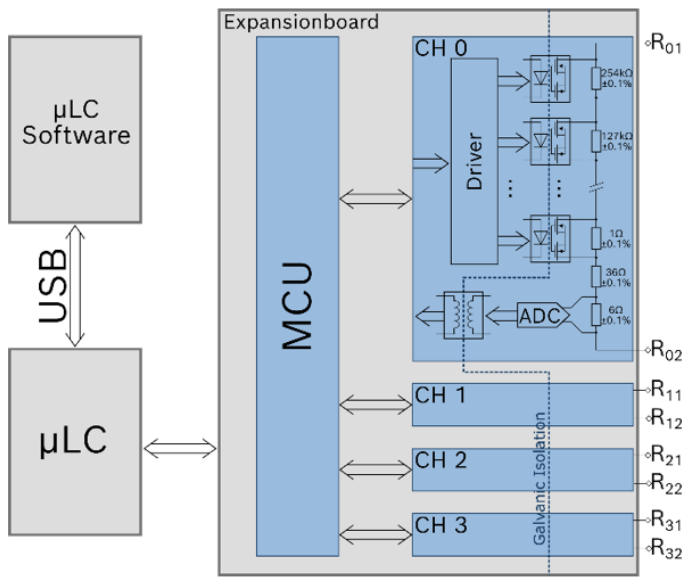 Expansionboard
µLC
Software
USB
µLC
MCU
CH 0
Driver
...
...
254kΩ
±0.1%
127kΩ
±0.1%
1Ω
±0.1%
36Ω
±0.1%
6Ω
±0.1%
ADC
R01
R02
CH 1
R11
R12
CH 2
R21
R22
CH 3
R31
R32
Galvanic Isolation